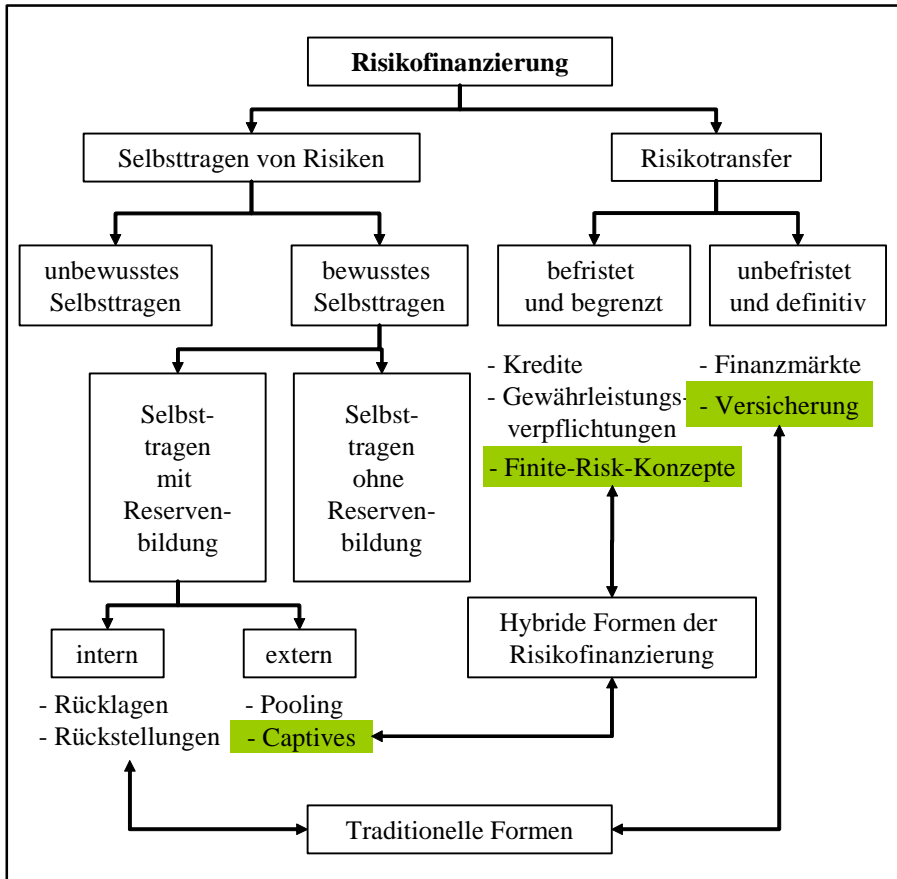 Risikofinanzierung
Selbsttragen von Risiken
Risikotransfer
unbewusstes
Selbsttragen
bewusstes
Selbsttragen
befristet
und begrenzt
unbefristet
und definitiv
Selbst-
tragen
mit
Reserven-
bildung
Selbst-
tragen
ohne
Reserven-
bildung
- Kredite
- Gewährleistungs-
verpflichtungen
- Finite-Risk-Konzepte
- Finanzmärkte
- Versicherung
intern
extern
Hybride Formen der
Risikofinanzierung
- Rücklagen
- Rückstellungen
- Pooling
- Captives
Traditionelle Formen